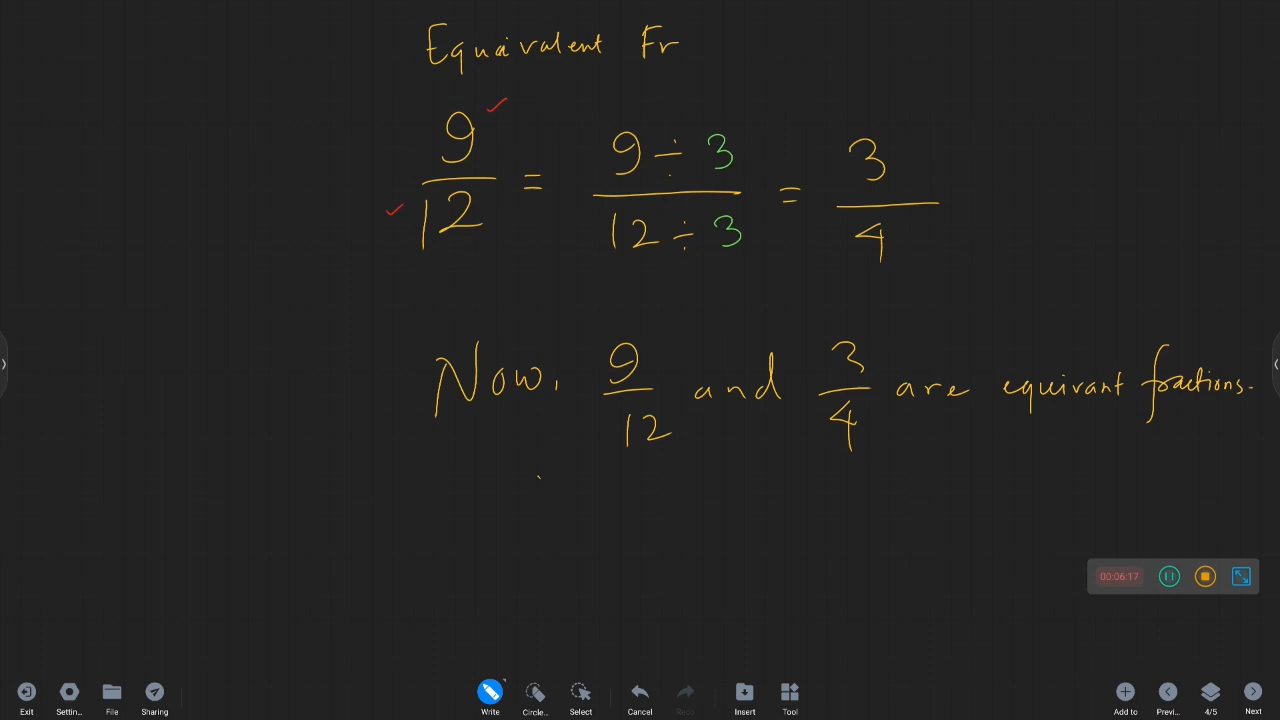 Equivalent Fr
9/12 = 9 ÷ 3/12 ÷ 3 = 3/4
Now, 9/12 and 3/4 are equivant fractions.
00:06:17
Exit Settin... File Sharing Write Circle... Select Cancel Redo Insert Tool Add to Previ... 4/5 Next